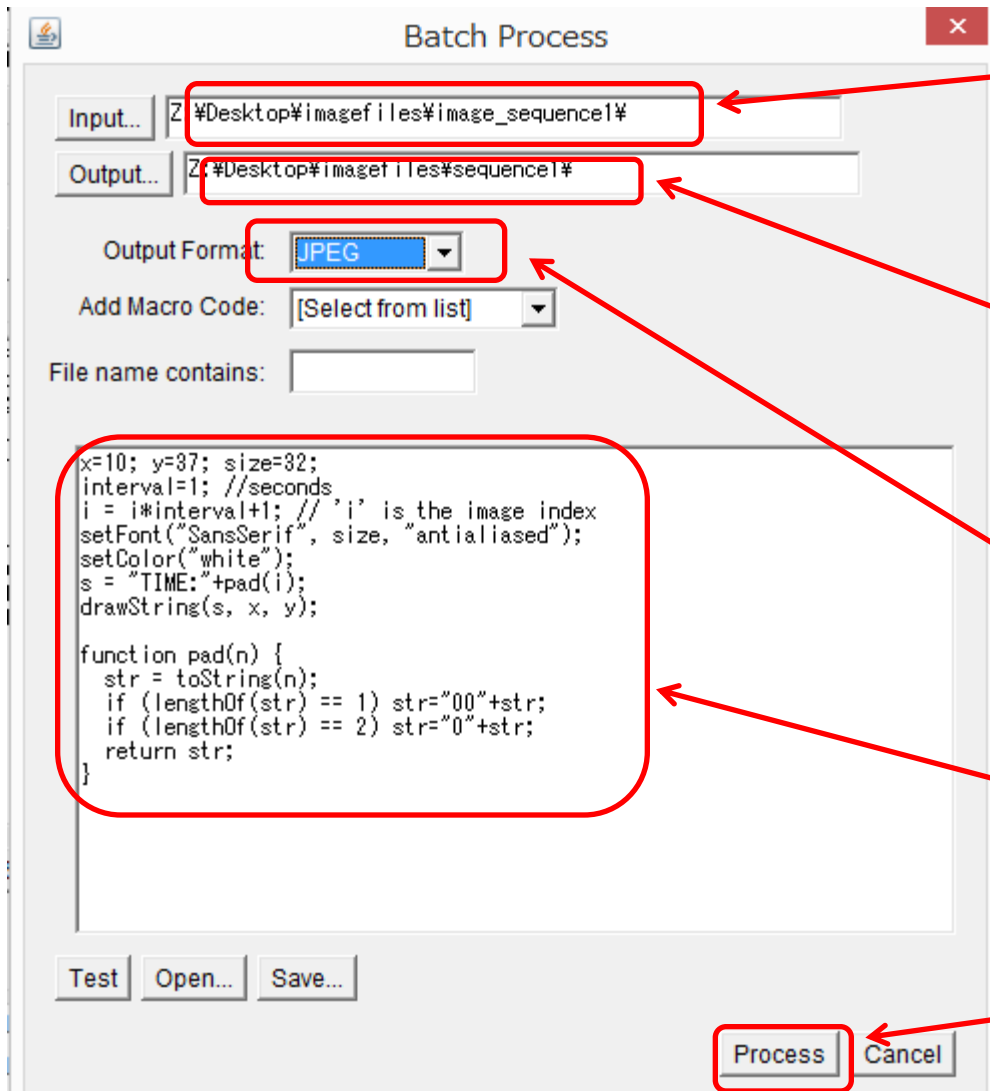 Batch Process
Input... Z:¥Desktop¥imagefiles¥image_sequence1¥
Output... Z:¥Desktop¥imagefiles¥sequence1¥
Output Format: JPEG
Add Macro Code: [Select from list]
File name contains:
x=10; y=37; size=32;
interval=1; //seconds
i = i*interval+1; // 'i' is the image index
setFont("SansSerif", size, "antialiased");
setColor("white");
s = "TIME:"+pad(i);
drawString(s, x, y);
function pad(n) {
str = toString(n);
if (lengthOf(str) == 1) str="00"+str;
if (lengthOf(str) == 2) str="0"+str;
return str;
}
Test Open... Save...
Process Cancel